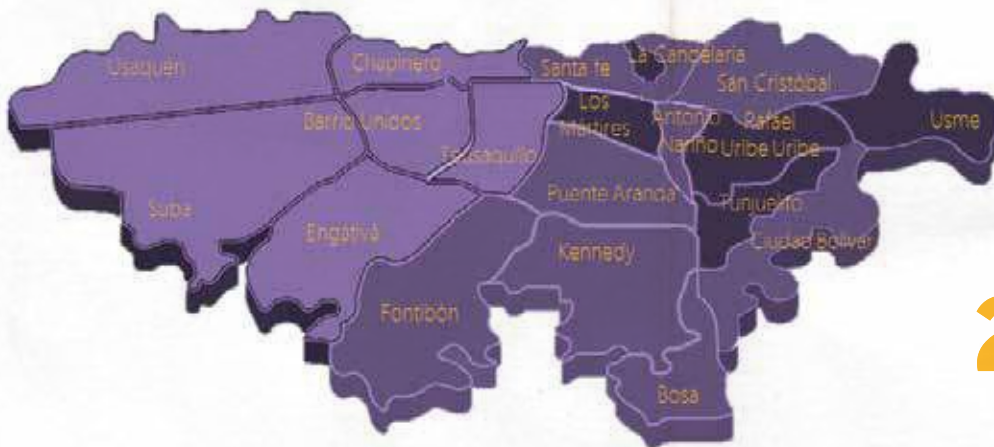 Usaquén
Chapinero
Santa fe
La Candelaria
San Cristóbal
Usme
Barrio Unidos
Teusaquillo
Los
Mártires
Antonio
Nariño
Rafael
Uribe Uribe
Suba
Engativá
Puente Aranda
Tunjuelito
Ciudad Bolívar
Kennedy
Fontibón
Bosa